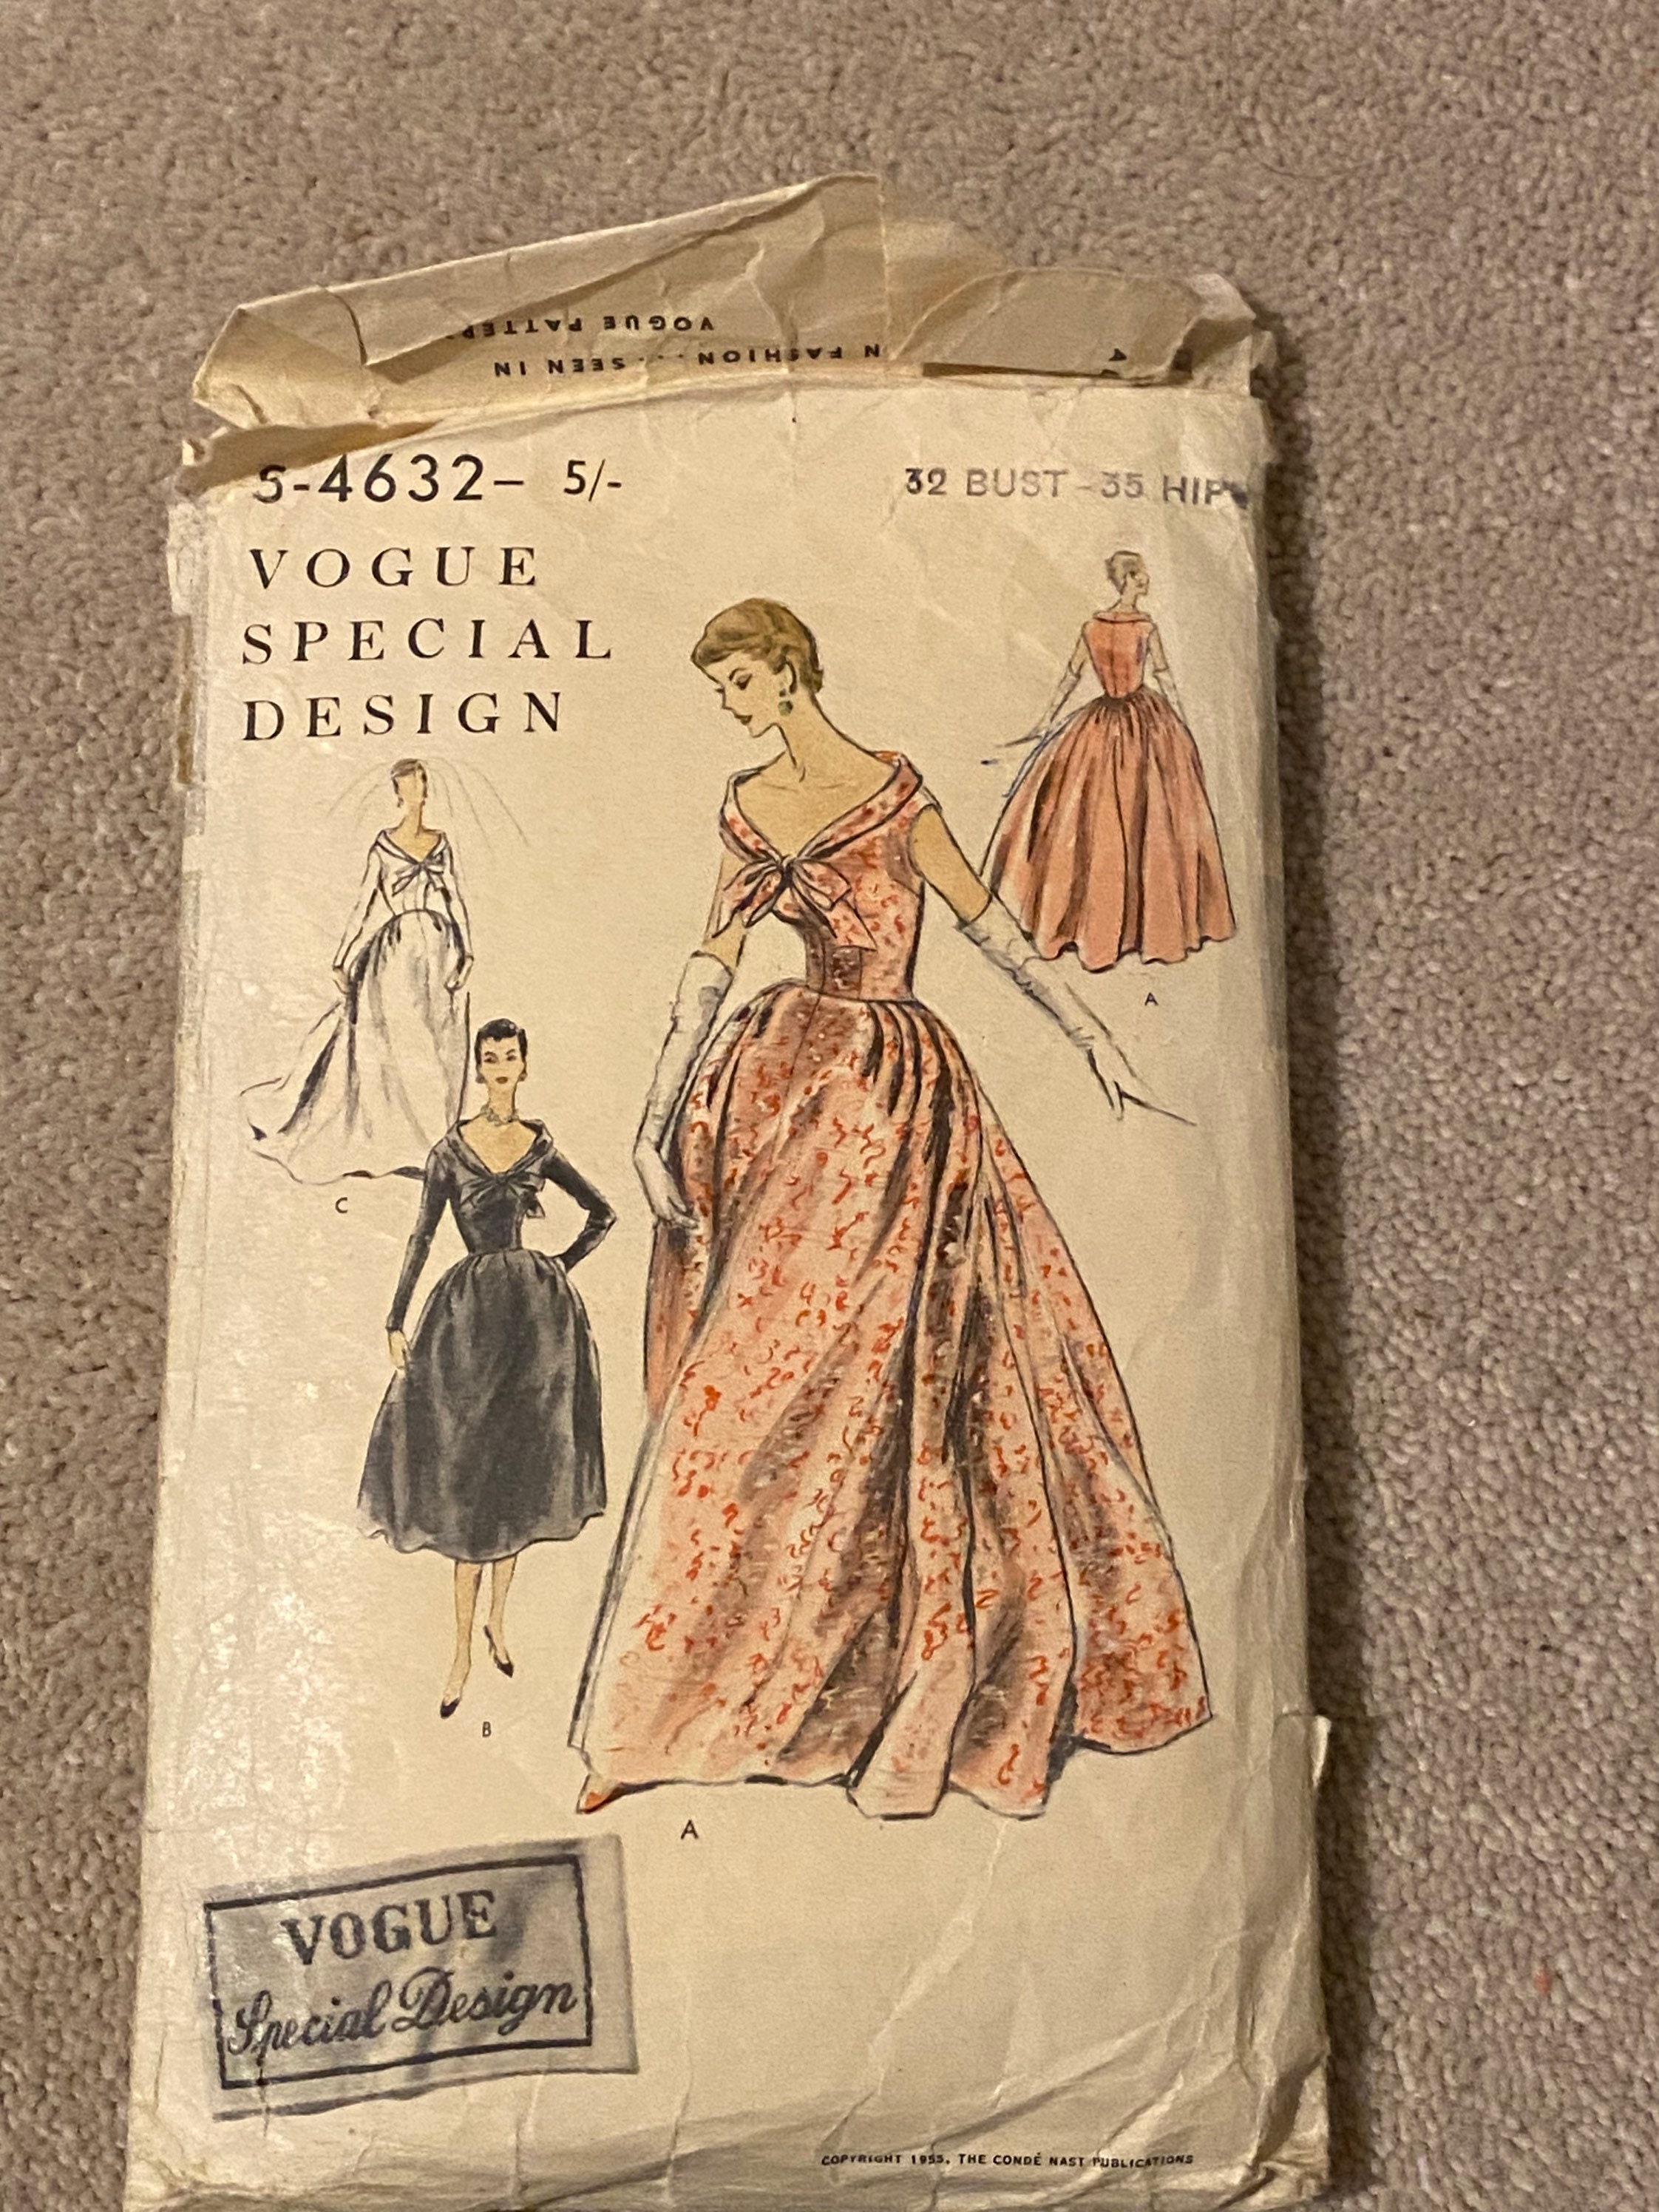 VOGUE PATTER
N FASHION . . . SEEN IN
S-4632- 5/-
32 BUST-35 HIP
VOGUE
SPECIAL
DESIGN
A
C
B
A
VOGUE
Special Design
COPYRIGHT 1955, THE CONDÉ NAST PUBLICATIONS